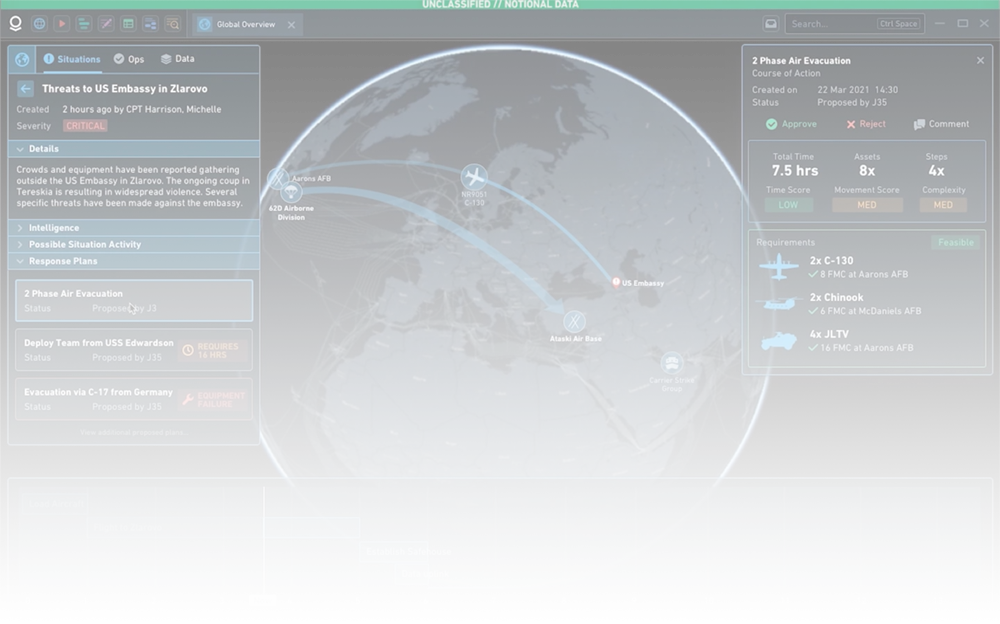 UNCLASSIFIED // NOTIONAL DATA
Global Overview
Search...
Ctrl Space
Situations
Ops
Data
Threats to US Embassy in Zlarovo
Created 2 hours ago by CPT Harrison, Michelle
Severity CRITICAL
Details
Crowds and equipment have been reported gathering
outside the US Embassy in Zlarovo. The ongoing coup in
Tereskia is resulting in widespread violence. Several
specific threats have been made against the embassy.
Intelligence
Possible Situation Activity
Response Plans
2 Phase Air Evacuation
Status Proposed by J3
Deploy Team from USS Edwardson
Status Proposed by J35
REQUIRES
16 HRS
Evacuation via C-17 from Germany
Status Proposed by J35
EQUIPMENT
FAILURE
Aarons AFB
62D Airborne
Division
NR9051
C-130
US Embassy
Ataski Air Base
Carrier Strike
Group
2 Phase Air Evacuation
Course of Action
Created on 22 Mar 2021 14:30
Status Proposed by J35
Approve
Reject
Comment
Total Time
7.5 hrs
Assets
8x
Steps
4x
Time Score
LOW
Movement Score
MED
Complexity
MED
Requirements
Feasible
2x C-130
8 FMC at Aarons AFB
2x Chinook
6 FMC at McDaniels AFB
4x JLTV
16 FMC at Aarons AFB